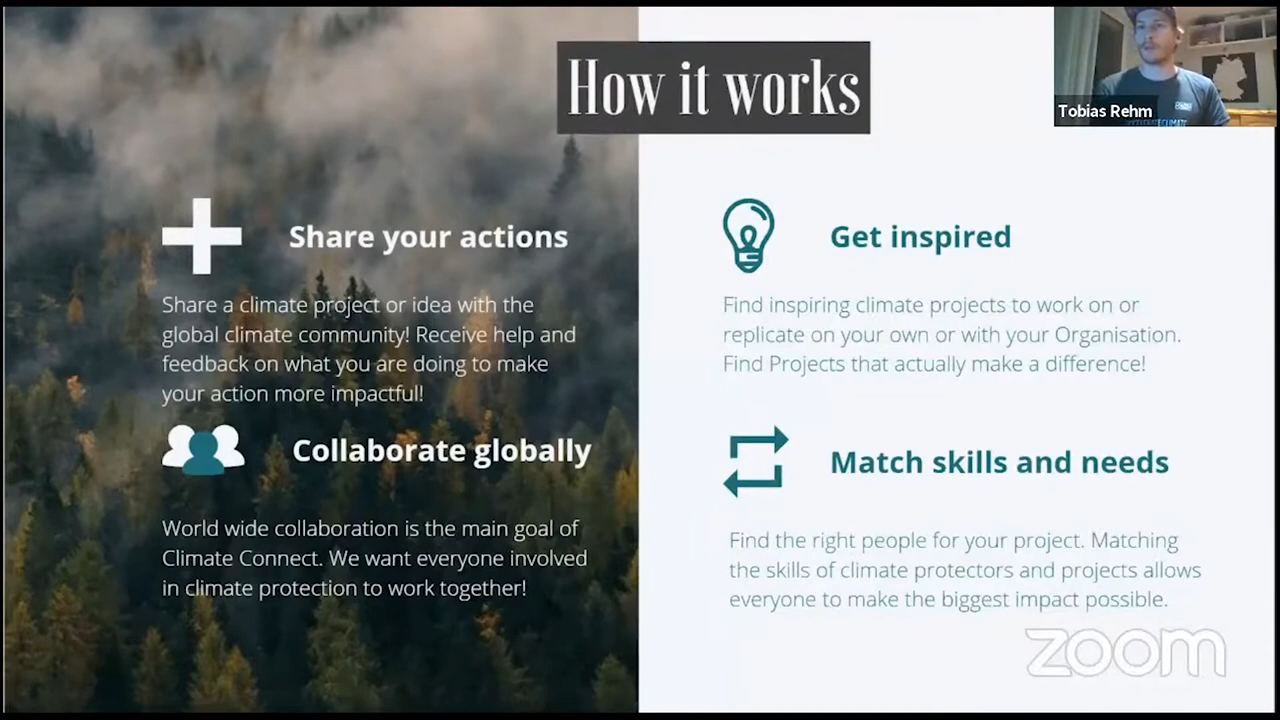 How it works
Tobias Rehm
Share your actions
Share a climate project or idea with the
global climate community! Receive help and
feedback on what you are doing to make
your action more impactful!
Collaborate globally
World wide collaboration is the main goal of
Climate Connect. We want everyone involved
in climate protection to work together!
Get inspired
Find inspiring climate projects to work on or
replicate on your own or with your Organisation.
Find Projects that actually make a difference!
Match skills and needs
Find the right people for your project. Matching
the skills of climate protectors and projects allows
everyone to make the biggest impact possible.
zoom